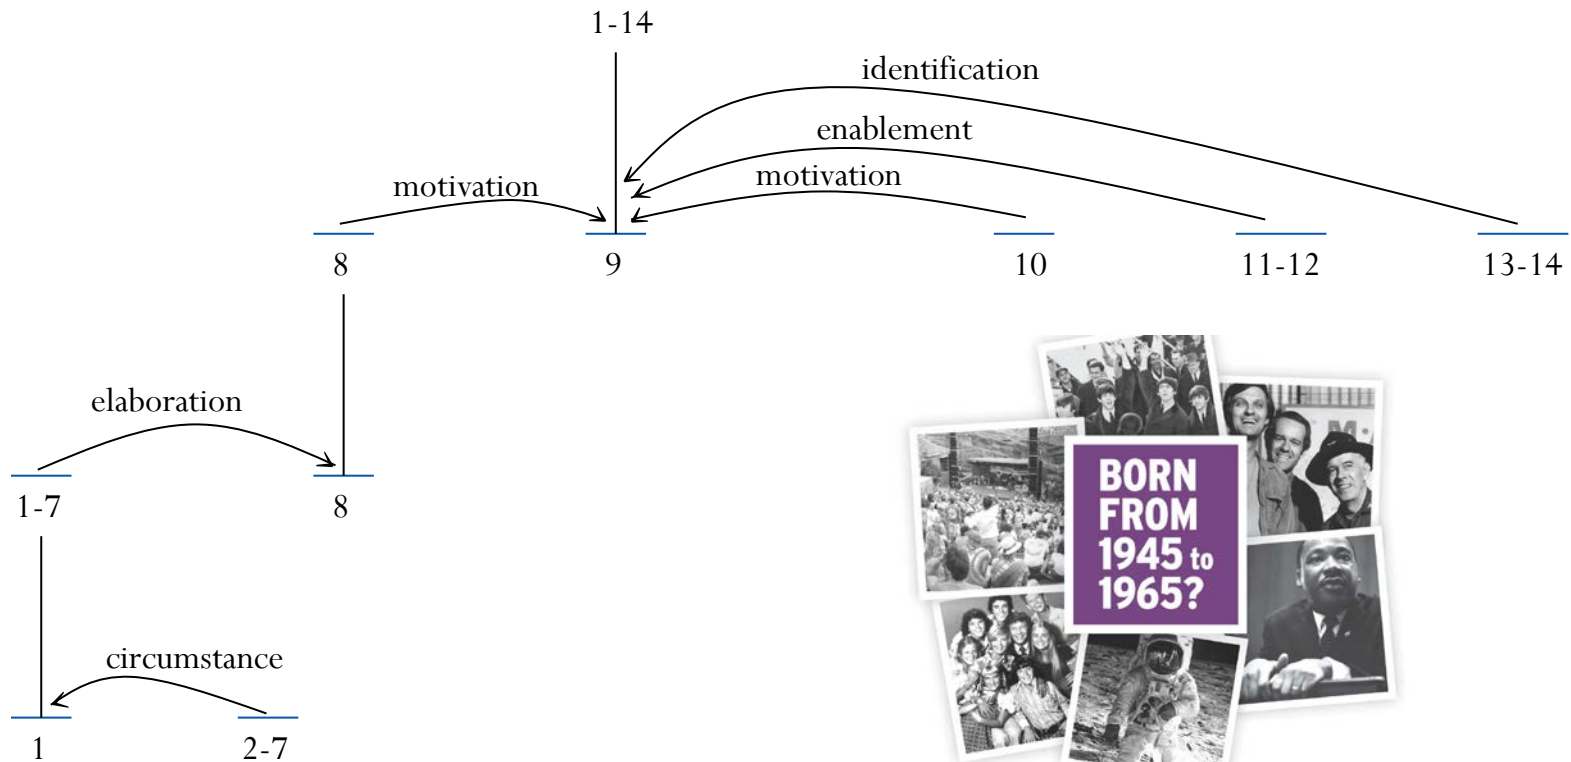 1-14
identification
enablement
motivation
motivation
8
9
10
11-12
13-14
elaboration
1-7
8
circumstance
1
2-7
BORN
FROM
1945 to
1965?
M*A